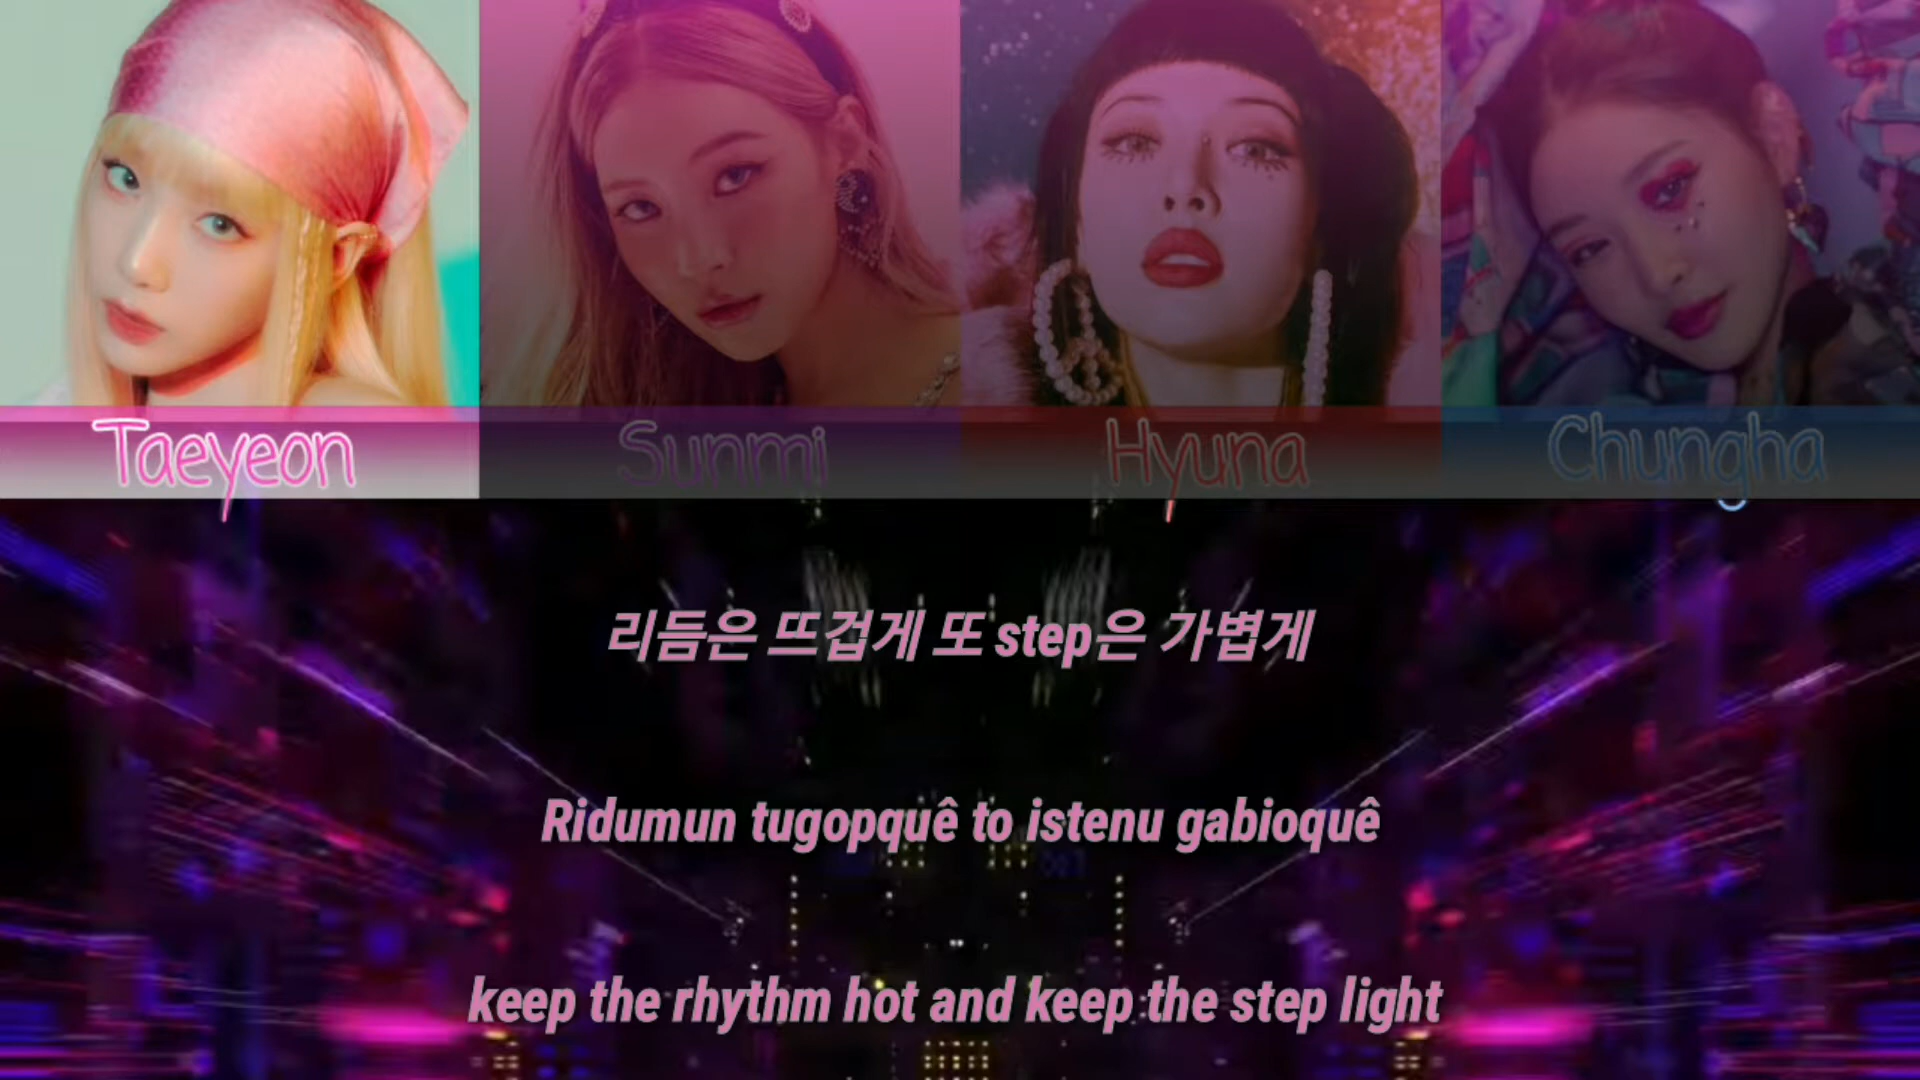 Taeyeon Sunmi Hyuna Chungha
리듬은 뜨겁게 또 step은 가볍게
Ridumun tugopquê to istenu gabioquê
keep the rhythm hot and keep the step light